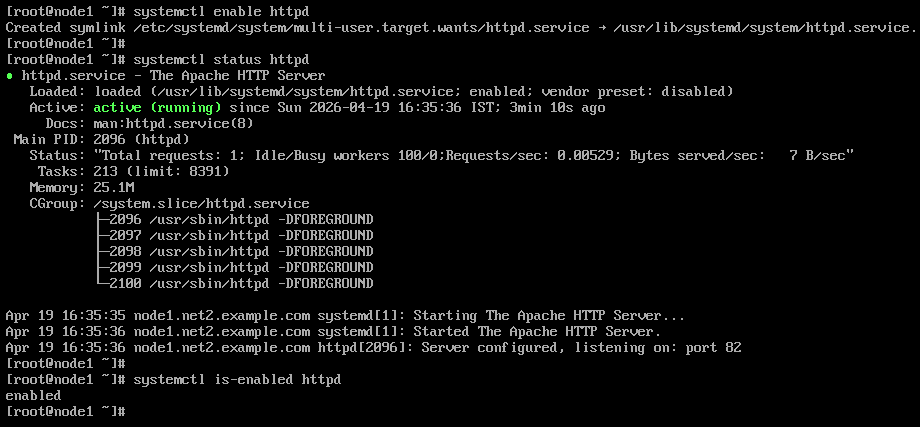 [root@node1 ~]# systemctl enable httpd
Created symlink /etc/systemd/system/multi-user.target.wants/httpd.service → /usr/lib/systemd/system/httpd.service.
[root@node1 ~]#
[root@node1 ~]# systemctl status httpd
● httpd.service - The Apache HTTP Server
   Loaded: loaded (/usr/lib/systemd/system/httpd.service; enabled; vendor preset: disabled)
   Active: active (running) since Sun 2026-04-19 16:35:36 IST; 3min 10s ago
     Docs: man:httpd.service(8)
 Main PID: 2096 (httpd)
   Status: "Total requests: 1; Idle/Busy workers 100/0;Requests/sec: 0.00529; Bytes served/sec:   7 B/sec"
    Tasks: 213 (limit: 8391)
   Memory: 25.1M
   CGroup: /system.slice/httpd.service
           ├─2096 /usr/sbin/httpd -DFOREGROUND
           ├─2097 /usr/sbin/httpd -DFOREGROUND
           ├─2098 /usr/sbin/httpd -DFOREGROUND
           ├─2099 /usr/sbin/httpd -DFOREGROUND
           └─2100 /usr/sbin/httpd -DFOREGROUND

Apr 19 16:35:35 node1.net2.example.com systemd[1]: Starting The Apache HTTP Server...
Apr 19 16:35:36 node1.net2.example.com systemd[1]: Started The Apache HTTP Server.
Apr 19 16:35:36 node1.net2.example.com httpd[2096]: Server configured, listening on: port 82
[root@node1 ~]#
[root@node1 ~]# systemctl is-enabled httpd
enabled
[root@node1 ~]#